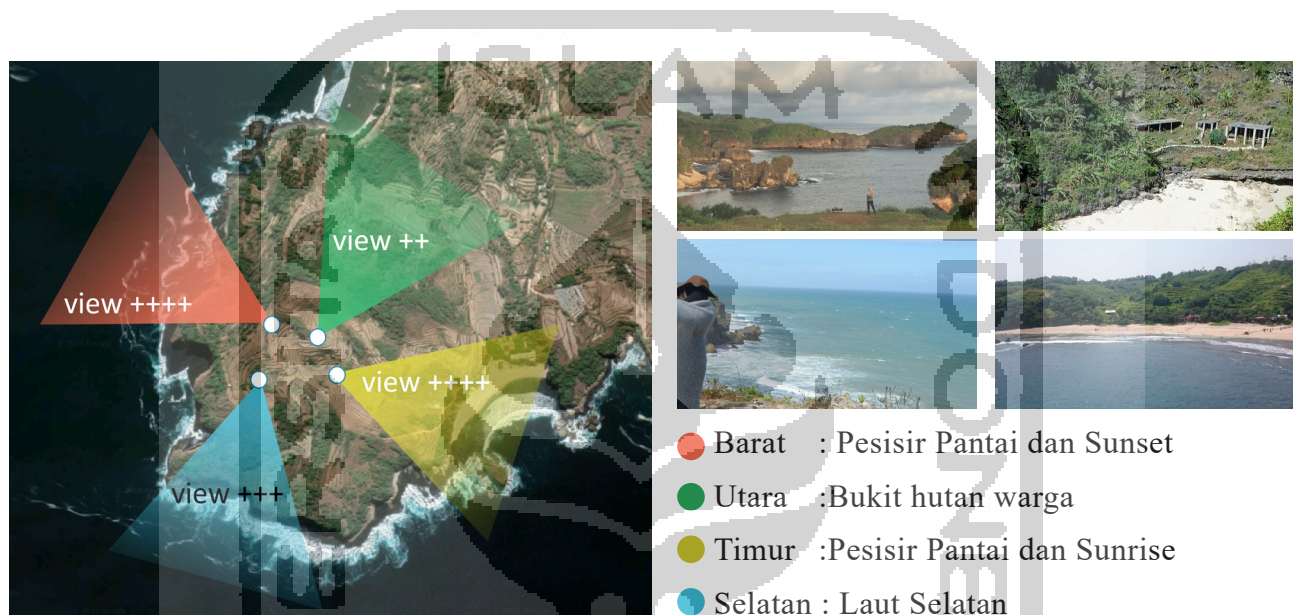 ISLAM
view ++
view ++++
view ++++
view +++
Barat : Pesisir Pantai dan Sunset
Utara :Bukit hutan warga
Timur :Pesisir Pantai dan Sunrise
Selatan : Laut Selatan